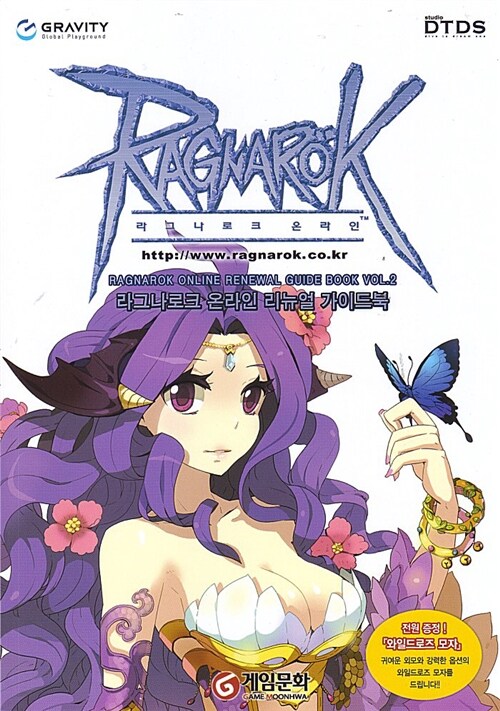 GRAVITY
Global Playground
studio
DTDS
RAGNARÖK
라그나로크 온라인™
http://www.ragnarok.co.kr
RAGNAROK ONLINE RENEWAL GUIDE BOOK VOL.2
라그나로크 온라인 리뉴얼 가이드북
전원 증정!
「와일드로즈 모자」
귀여운 외모와 강력한 옵션의
와일드로즈 모자를
드립니다!!
G 게임문화
GAME MOONHWA